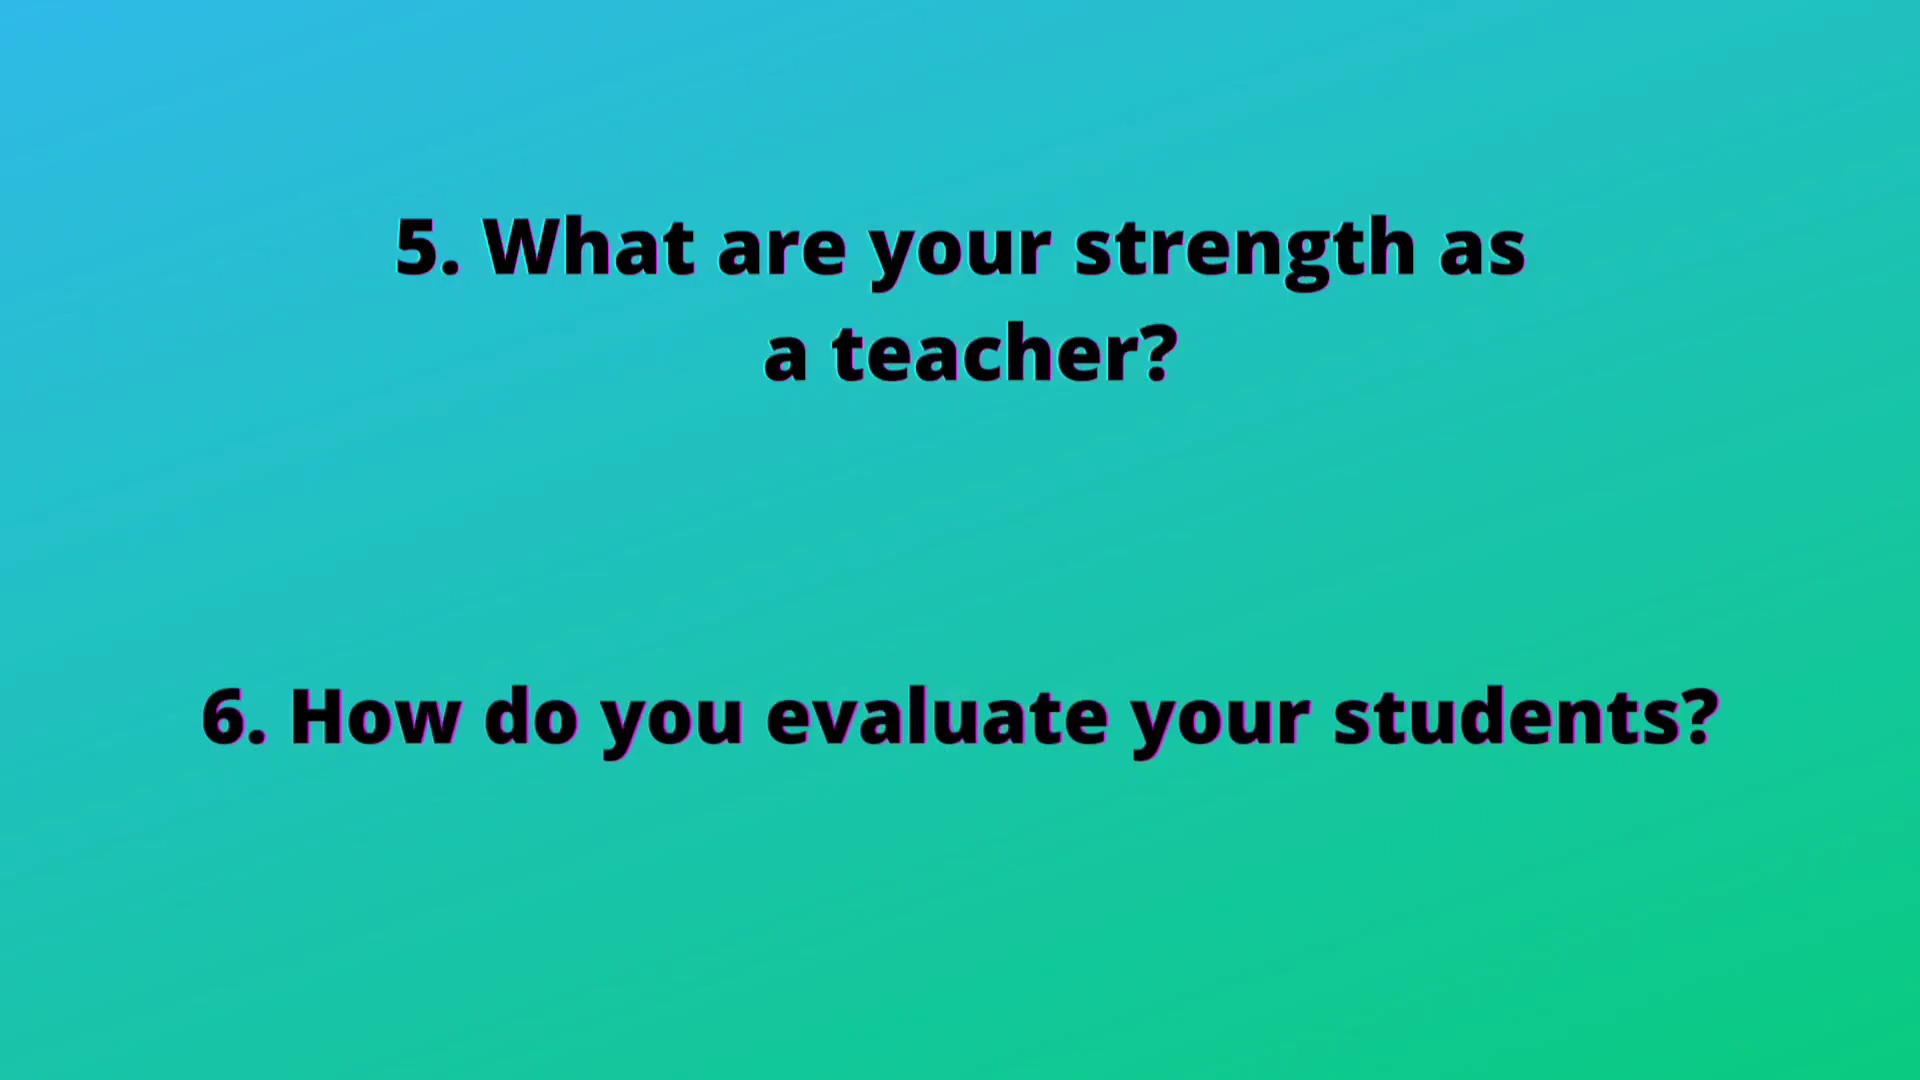 5. What are your strength as
a teacher?
6. How do you evaluate your students?